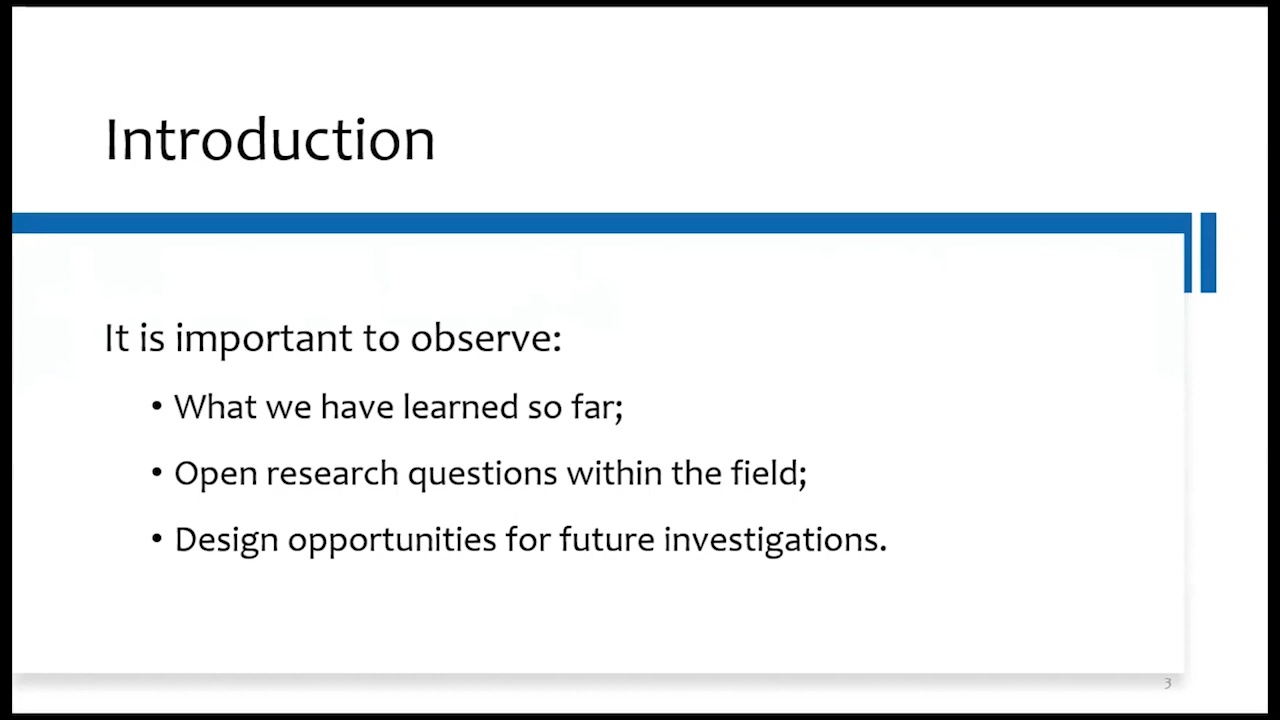 Introduction
It is important to observe:
• What we have learned so far;
• Open research questions within the field;
• Design opportunities for future investigations.
3